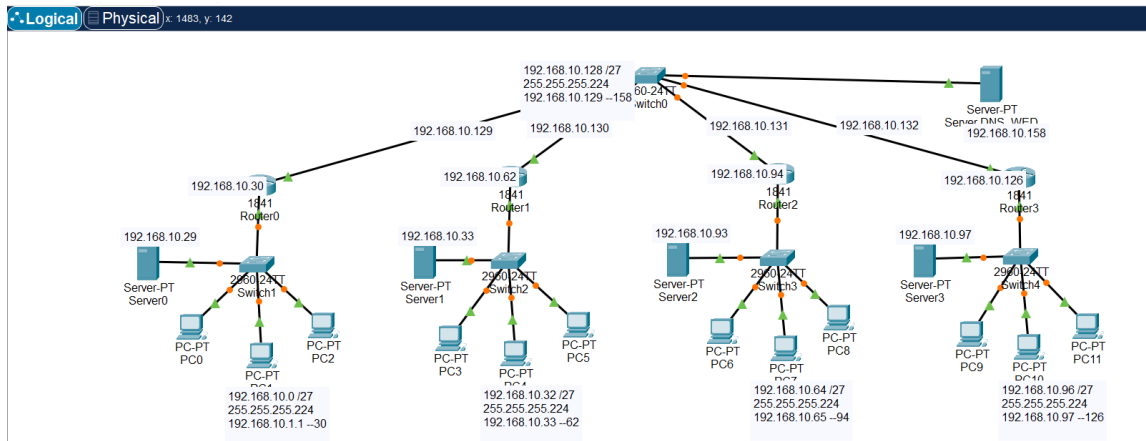 Logical Physical x: 1483, y: 142
192.168.10.128 /27
255.255.255.224
192.168.10.129 --158
60-24TT
Switch0
Server-PT
Server DNS_WED
192.168.10.158
192.168.10.129
192.168.10.130
192.168.10.131
192.168.10.132
192.168.10.30
1841
Router0
192.168.10.62
1841
Router1
192.168.10.94
1841
Router2
192.168.10.126
1841
Router3
192.168.10.29
Server-PT
Server0
2960-24TT
Switch1
192.168.10.33
Server-PT
Server1
2960-24TT
Switch2
192.168.10.93
Server-PT
Server2
2960-24TT
Switch3
192.168.10.97
Server-PT
Server3
2960-24TT
Switch4
PC-PT
PC0
PC-PT
PC1
PC-PT
PC2
PC-PT
PC3
PC-PT
PC4
PC-PT
PC5
PC-PT
PC6
PC-PT
PC7
PC-PT
PC8
PC-PT
PC9
PC-PT
PC10
PC-PT
PC11
192.168.10.0 /27
255.255.255.224
192.168.10.1.1 --30
192.168.10.32 /27
255.255.255.224
192.168.10.33 --62
192.168.10.64 /27
255.255.255.224
192.168.10.65 --94
192.168.10.96 /27
255.255.255.224
192.168.10.97 --126